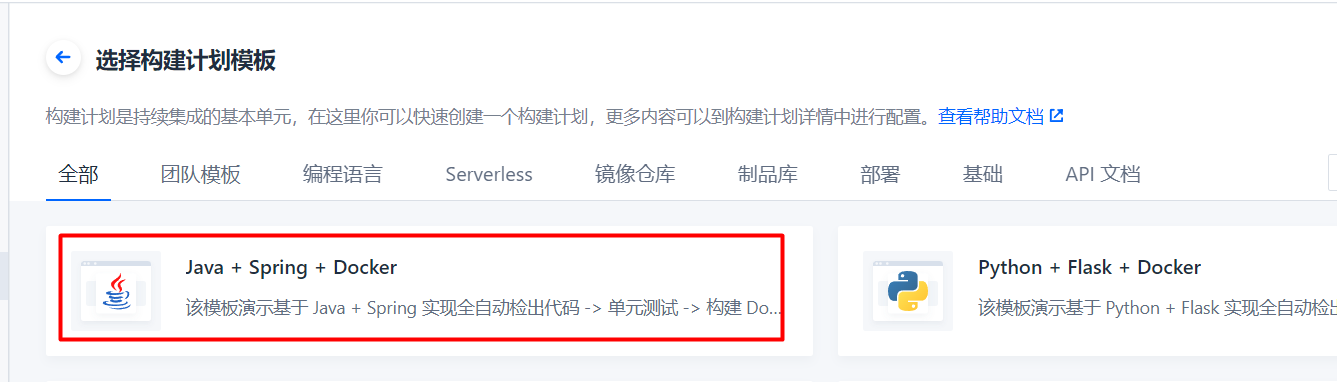 选择构建计划模板
构建计划是持续集成的基本单元，在这里你可以快速创建一个构建计划，更多内容可以到构建计划详情中进行配置。查看帮助文档
全部 团队模板 编程语言 Serverless 镜像仓库 制品库 部署 基础 API 文档
Java + Spring + Docker
该模板演示基于 Java + Spring 实现全自动检出代码 -> 单元测试 -> 构建 Do...
Python + Flask + Docker
该模板演示基于 Python + Flask 实现全自动检出